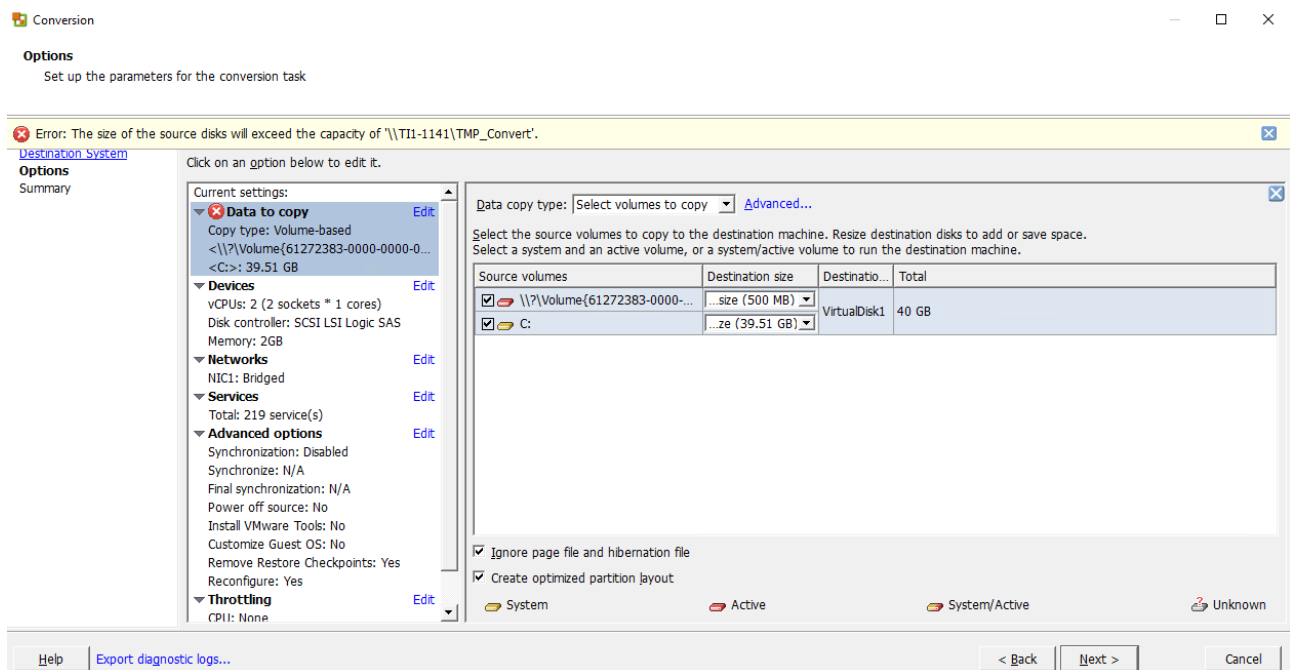 Conversion
Options
Set up the parameters for the conversion task
Error: The size of the source disks will exceed the capacity of '\\TI1-1141\TMP_Convert'.
Destination System
Options
Summary
Click on an option below to edit it.
Current settings:
Data to copy Edit
Copy type: Volume-based
<\\?\Volume{61272383-0000-0000-0...
<C:>: 39.51 GB
Devices Edit
vCPUs: 2 (2 sockets * 1 cores)
Disk controller: SCSI LSI Logic SAS
Memory: 2GB
Networks Edit
NIC1: Bridged
Services Edit
Total: 219 service(s)
Advanced options Edit
Synchronization: Disabled
Synchronize: N/A
Final synchronization: N/A
Power off source: No
Install VMware Tools: No
Customize Guest OS: No
Remove Restore Checkpoints: Yes
Reconfigure: Yes
Throttling Edit
CPU: None
Data copy type: Select volumes to copy Advanced...
Select the source volumes to copy to the destination machine. Resize destination disks to add or save space.
Select a system and an active volume, or a system/active volume to run the destination machine.
Source volumes Destination size Destinatio... Total
\\?\Volume{61272383-0000-... ...size (500 MB) VirtualDisk1 40 GB
C: ...ze (39.51 GB)
Ignore page file and hibernation file
Create optimized partition layout
System Active System/Active Unknown
Help Export diagnostic logs... < Back Next > Cancel